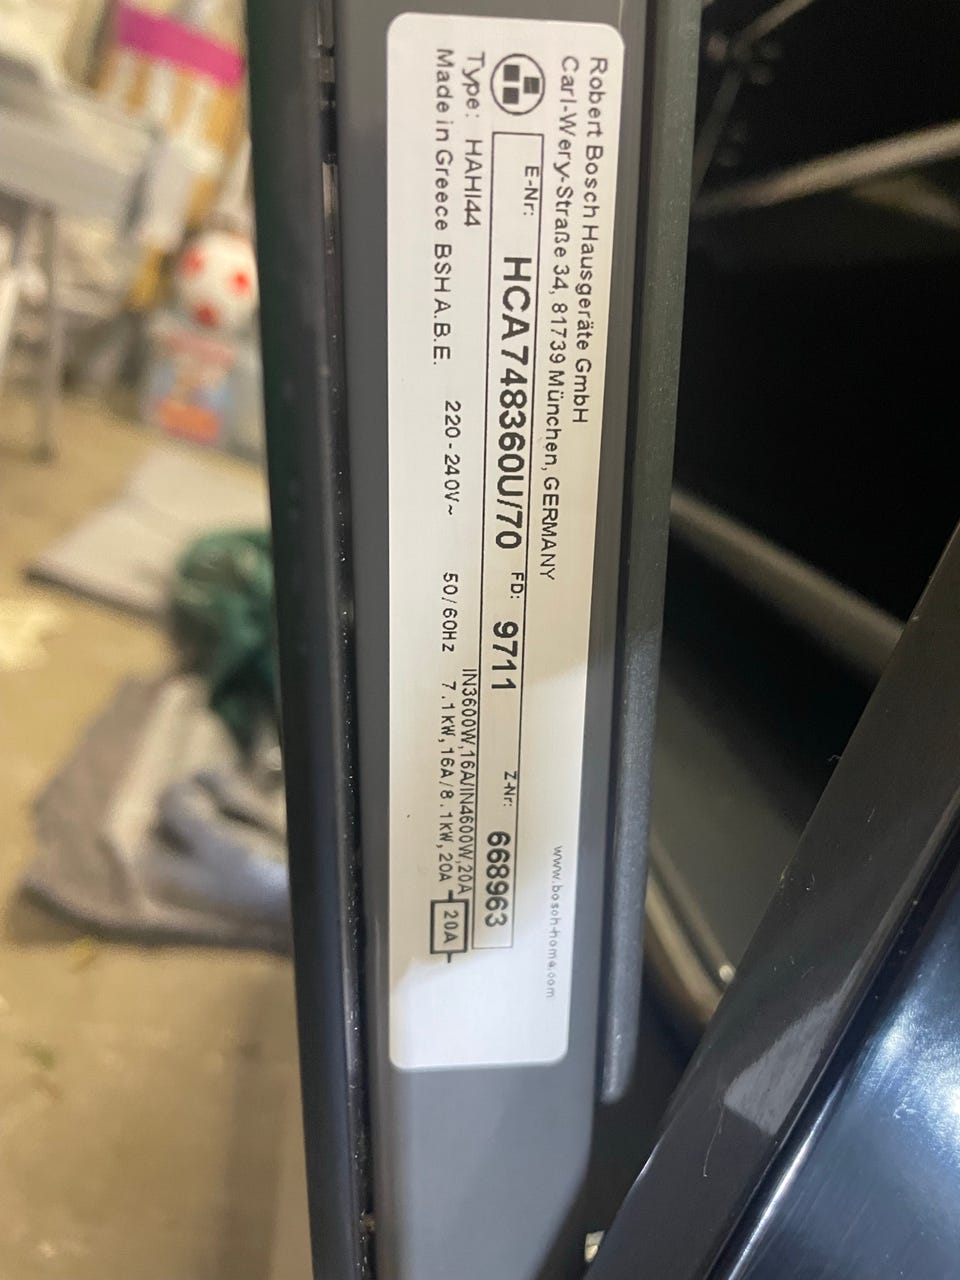 Robert Bosch Hausgeräte GmbH
Carl-Wery-Straße 34, 81739 München, GERMANY
www.bosch-home.com
E-Nr: HCA748360U/70 FD: 9711 Z-Nr: 668963
Type: HAHI44
IN3600W,16A/IN4600W,20A
Made in Greece BSH A.B.E. 220-240V~ 50/60Hz 7.1kW,16A/8.1kW,20A 20A